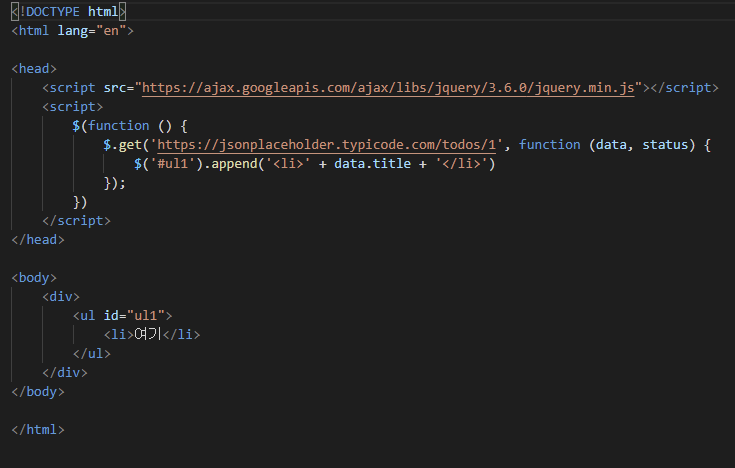 <!DOCTYPE html>
<html lang="en">
<head>
<script src="https://ajax.googleapis.com/ajax/libs/jquery/3.6.0/jquery.min.js"></script>
<script>
$(function () {
$.get('https://jsonplaceholder.typicode.com/todos/1', function (data, status) {
$('#ul1').append('<li>' + data.title + '</li>')
});
})
</script>
</head>
<body>
<div>
<ul id="ul1">
<li>여기</li>
</ul>
</div>
</body>
</html>